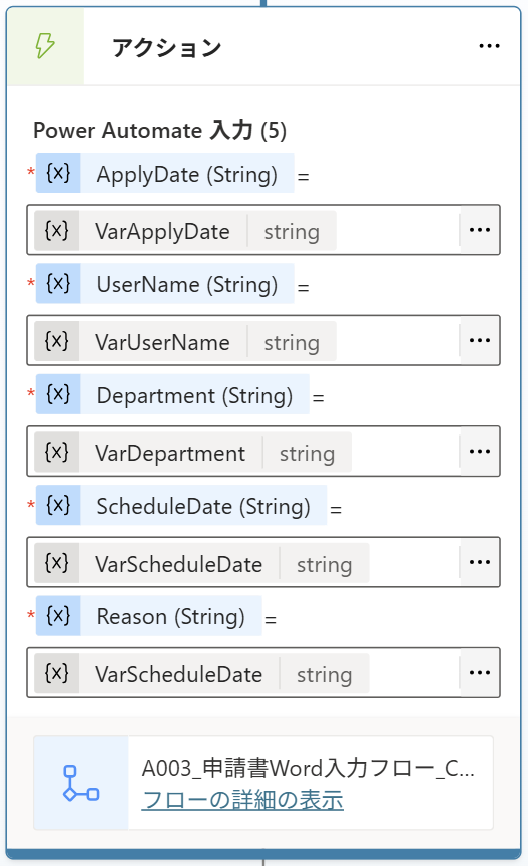 アクション
Power Automate 入力 (5)
* {x} ApplyDate (String) =
{x} VarApplyDate string ...
* {x} UserName (String) =
{x} VarUserName string ...
* {x} Department (String) =
{x} VarDepartment string ...
* {x} ScheduleDate (String) =
{x} VarScheduleDate string ...
* {x} Reason (String) =
{x} VarScheduleDate string ...
A003_申請書Word入力フロー_C...
フローの詳細の表示